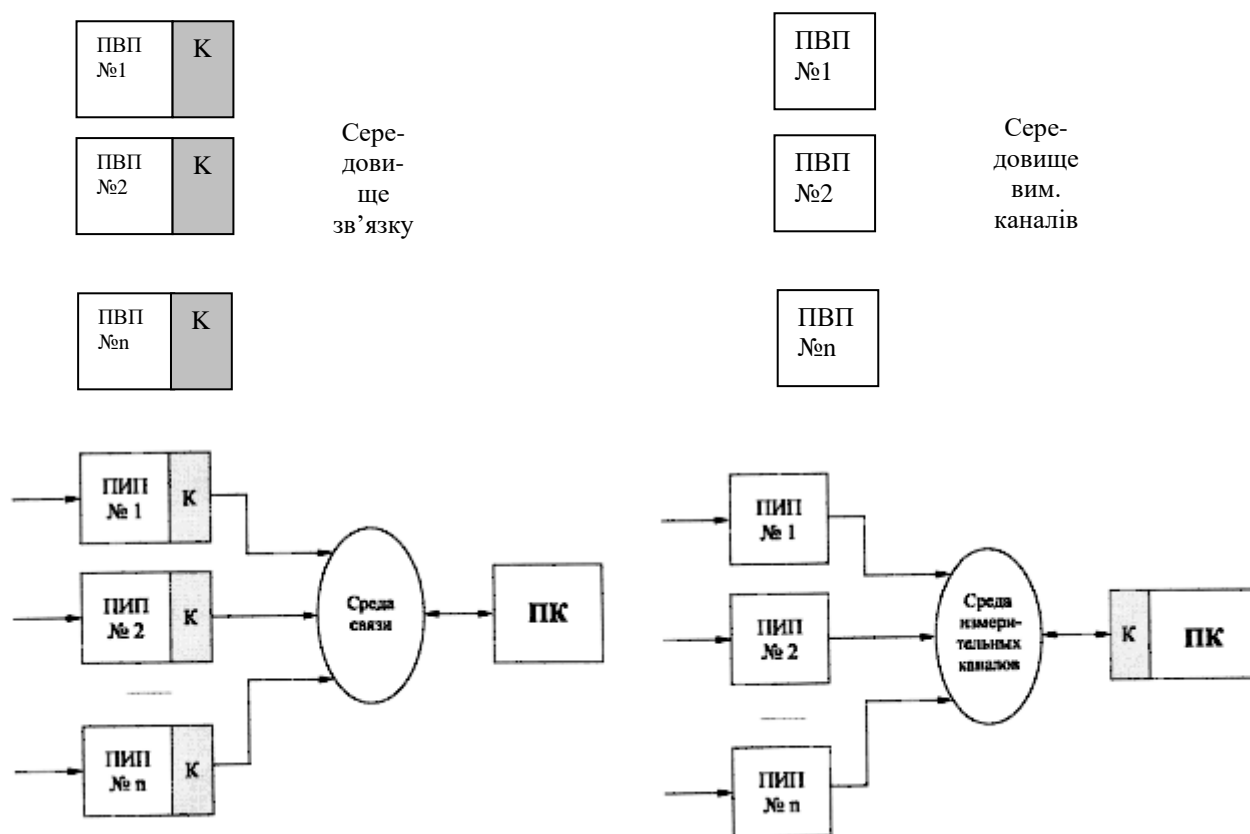 ПВП
№1
К
ПВП
№2
К
Сере-
дови-
ще
зв’язку
ПВП
№n
К
ПВП
№1
ПВП
№2
Сере-
довище
вим.
каналів
ПВП
№n
ПИП
№ 1
К
ПИП
№ 2
К
ПИП
№ n
К
Среда
связи
ПК
ПИП
№ 1
ПИП
№ 2
ПИП
№ n
Среда
измери-
тельных
каналов
К
ПК